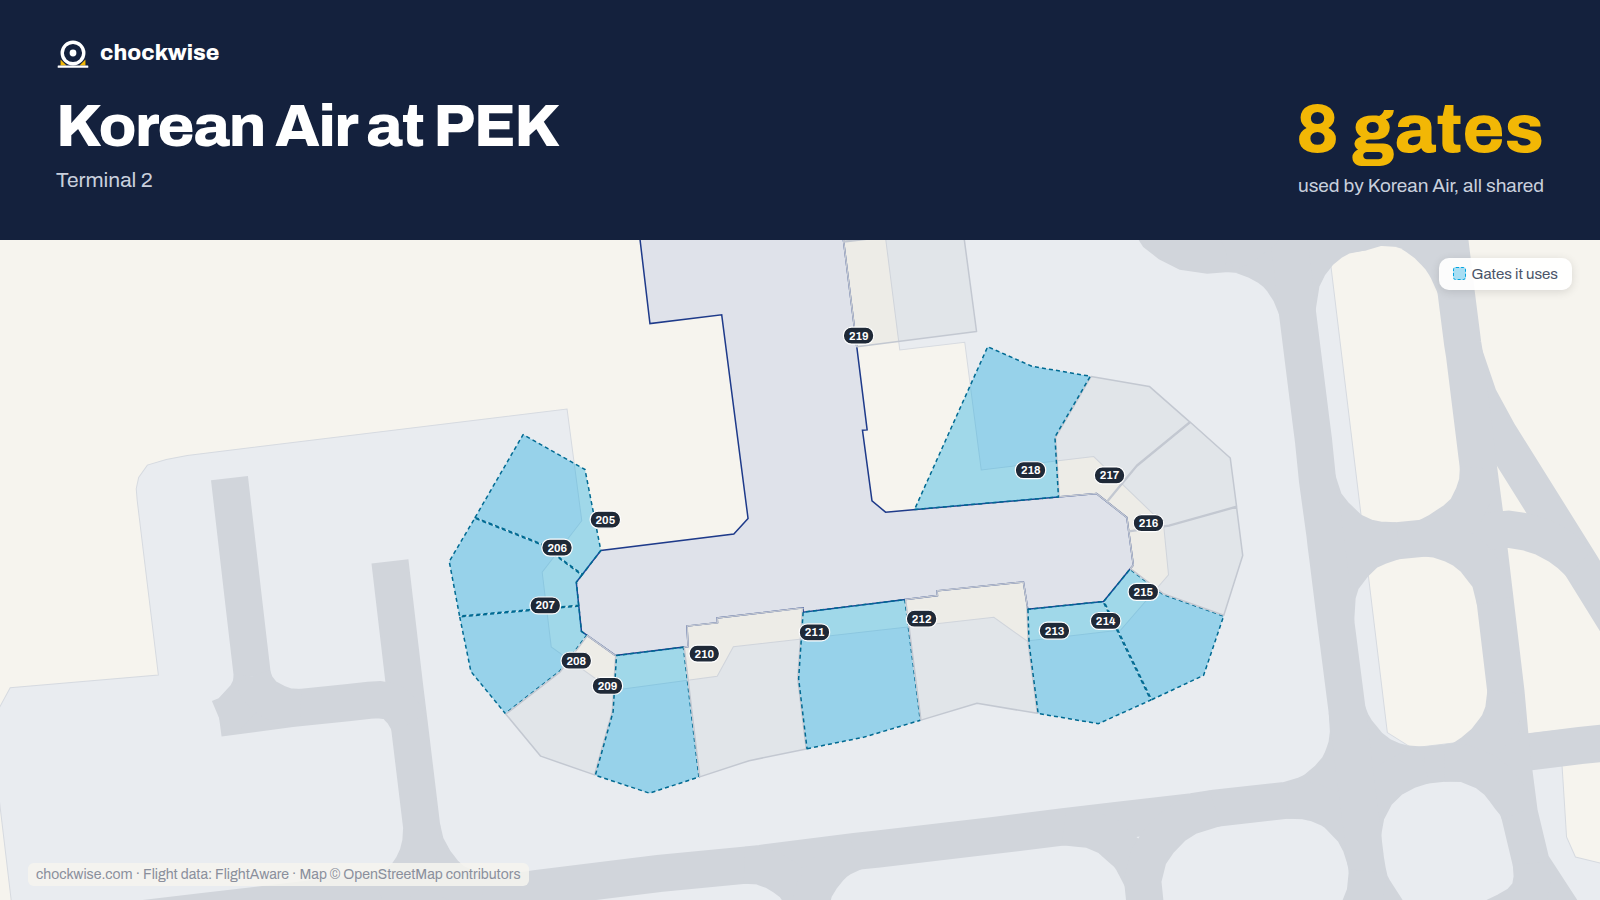 chockwise
Korean Air at PEK
Terminal 2
8 gates
used by Korean Air, all shared
Gates it uses
219
218
217
205
216
206
215
207
211
212
214
213
210
208
209
chockwise.com · Flight data: FlightAware · Map © OpenStreetMap contributors